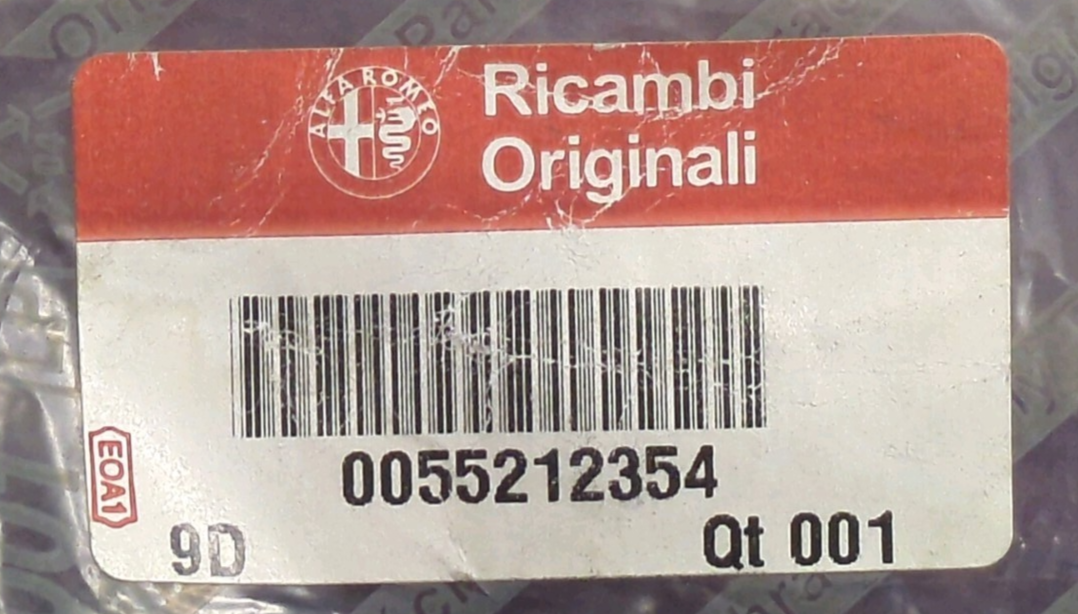 ALFA ROMEO
Ricambi
Originali
0055212354
EOA1
9D
Qt 001